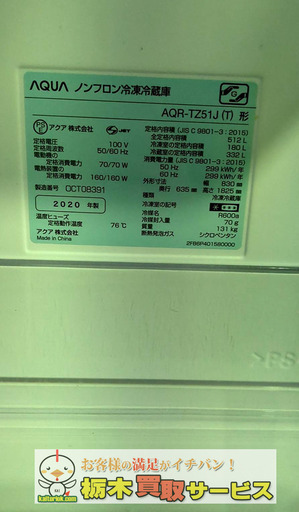 AQUA ノンフロン冷凍冷蔵庫
AQR-TZ51J (T) 形
アクア 株式会社
JET
定格電圧 100V
定格周波数 50/60 Hz
電動機の
定格消費電力 70/70 W
電熱装置の
定格消費電力 160/160 W
製造番号 OCT08391
2020 年製
温度ヒューズ
定格動作温度 76℃
アクア 株式会社
Made in China
定格内容積 (JIS C 9801-3:2015)
全定格内容積 512 L
冷凍室の定格内容積 180 L
冷蔵室の定格内容積 332 L
消費電力量 (JIS C 9801-3:2015)
50 Hz 299 kWh/年
60 Hz 299 kWh/年
外形寸法 幅 830 mm
奥行 635 mm 高さ 1825 mm
種類 冷凍冷蔵庫
冷凍室の記号
冷媒 R600a
冷媒封入量 70 g
質量 131 kg
断熱発泡ガス シクロペンタン
2FB6P401580000
>PS
お客様の満足がイチバン!
栃木買取サービス
kaitoriok.com